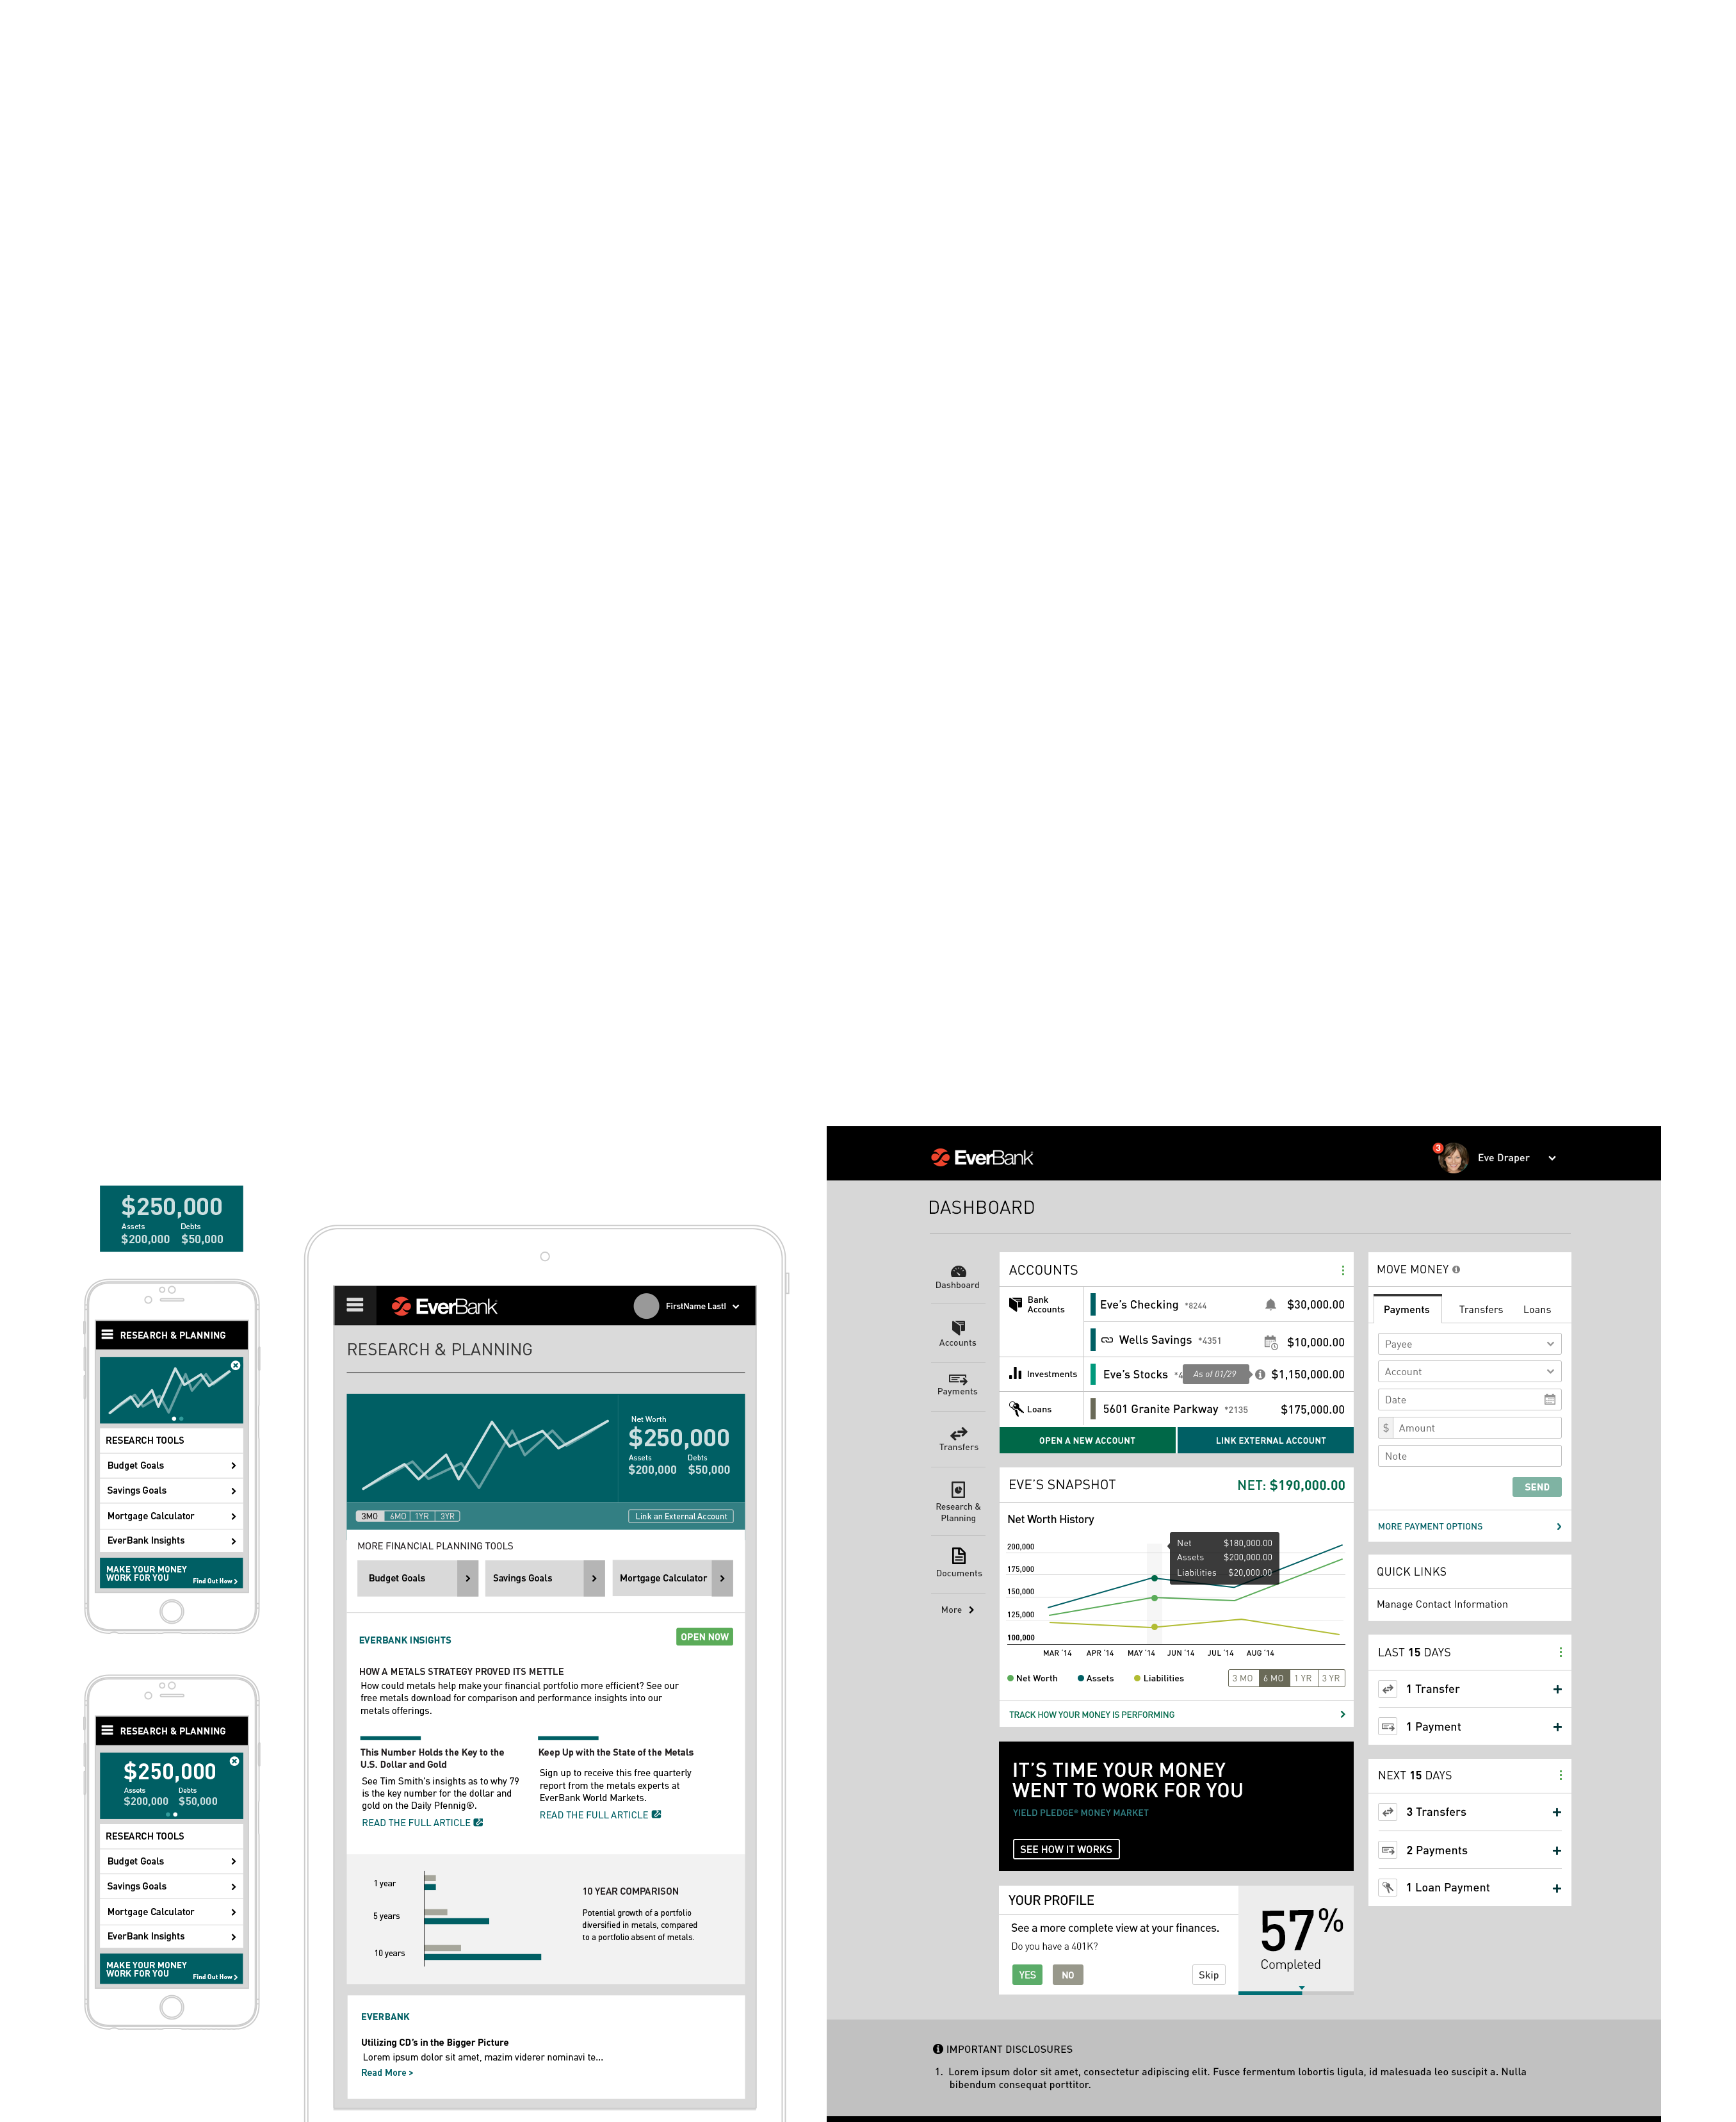 $250,000
Assets Debts
$200,000 $50,000
RESEARCH & PLANNING
RESEARCH TOOLS
Budget Goals
Savings Goals
Mortgage Calculator
EverBank Insights
MAKE YOUR MONEY
WORK FOR YOU
Find Out How
RESEARCH & PLANNING
$250,000
Assets Debts
$200,000 $50,000
RESEARCH TOOLS
Budget Goals
Savings Goals
Mortgage Calculator
EverBank Insights
MAKE YOUR MONEY
WORK FOR YOU
Find Out How
EverBank
FirstName Lastl
RESEARCH & PLANNING
Net Worth
$250,000
Assets Debts
$200,000 $50,000
3MO 6MO 1YR 3YR
Link an External Account
MORE FINANCIAL PLANNING TOOLS
Budget Goals
Savings Goals
Mortgage Calculator
EVERBANK INSIGHTS
OPEN NOW
HOW A METALS STRATEGY PROVED ITS METTLE
How could metals help make your financial portfolio more efficient? See our
free metals download for comparison and performance insights into our
metals offerings.
This Number Holds the Key to the
U.S. Dollar and Gold
See Tim Smith's insights as to why 79
is the key number for the dollar and
gold on the Daily Pfennig®.
READ THE FULL ARTICLE
Keep Up with the State of the Metals
Sign up to receive this free quarterly
report from the metals experts at
EverBank World Markets.
READ THE FULL ARTICLE
1 year
5 years
10 years
10 YEAR COMPARISON
Potential growth of a portfolio
diversified in metals, compared
to a portfolio absent of metals.
EVERBANK
Utilizing CD's in the Bigger Picture
Lorem ipsum dolor sit amet, mazim viderer nominavi te...
Read More >
EverBank
3
Eve Draper
DASHBOARD
Dashboard
Accounts
Payments
Transfers
Research &
Planning
Documents
More
ACCOUNTS
Bank
Accounts
Eve's Checking *8244 $30,000.00
Wells Savings *4351 $10,000.00
Investments
Eve's Stocks *4 As of 01/29 $1,150,000.00
Loans
5601 Granite Parkway *2135 $175,000.00
OPEN A NEW ACCOUNT
LINK EXTERNAL ACCOUNT
EVE'S SNAPSHOT
NET: $190,000.00
Net Worth History
200,000
175,000
150,000
125,000
100,000
Net $180,000.00
Assets $200,000.00
Liabilities $20,000.00
MAR '14 APR '14 MAY '14 JUN '14 JUL '14 AUG '14
Net Worth Assets Liabilities
3 MO 6 MO 1 YR 3 YR
TRACK HOW YOUR MONEY IS PERFORMING
IT'S TIME YOUR MONEY
WENT TO WORK FOR YOU
YIELD PLEDGE® MONEY MARKET
SEE HOW IT WORKS
YOUR PROFILE
See a more complete view at your finances.
Do you have a 401K?
YES NO Skip
57%
Completed
MOVE MONEY
Payments Transfers Loans
Payee
Account
Date
$ Amount
Note
SEND
MORE PAYMENT OPTIONS
QUICK LINKS
Manage Contact Information
LAST 15 DAYS
1 Transfer +
1 Payment +
NEXT 15 DAYS
3 Transfers +
2 Payments +
1 Loan Payment +
IMPORTANT DISCLOSURES
1. Lorem ipsum dolor sit amet, consectetur adipiscing elit. Fusce fermentum lobortis ligula, id malesuada leo suscipit a. Nulla
bibendum consequat porttitor.